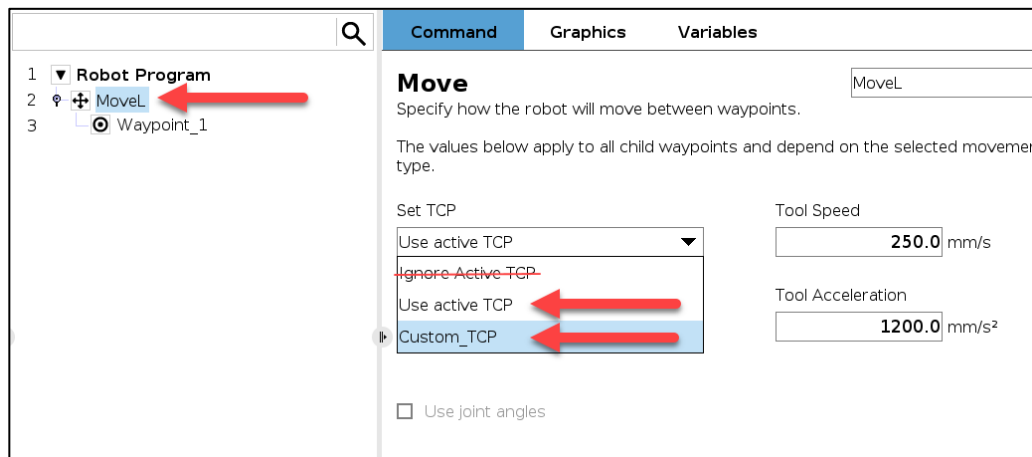 Command Graphics Variables
1 Robot Program
2 MoveL
3 Waypoint_1
Move
MoveL
Specify how the robot will move between waypoints.
The values below apply to all child waypoints and depend on the selected
type.
Set TCP
Tool Speed
Use active TCP
250.0 mm/s
Ignore Active TCP
Use active TCP
Tool Acceleration
Custom_TCP
1200.0 mm/s²
Use joint angles